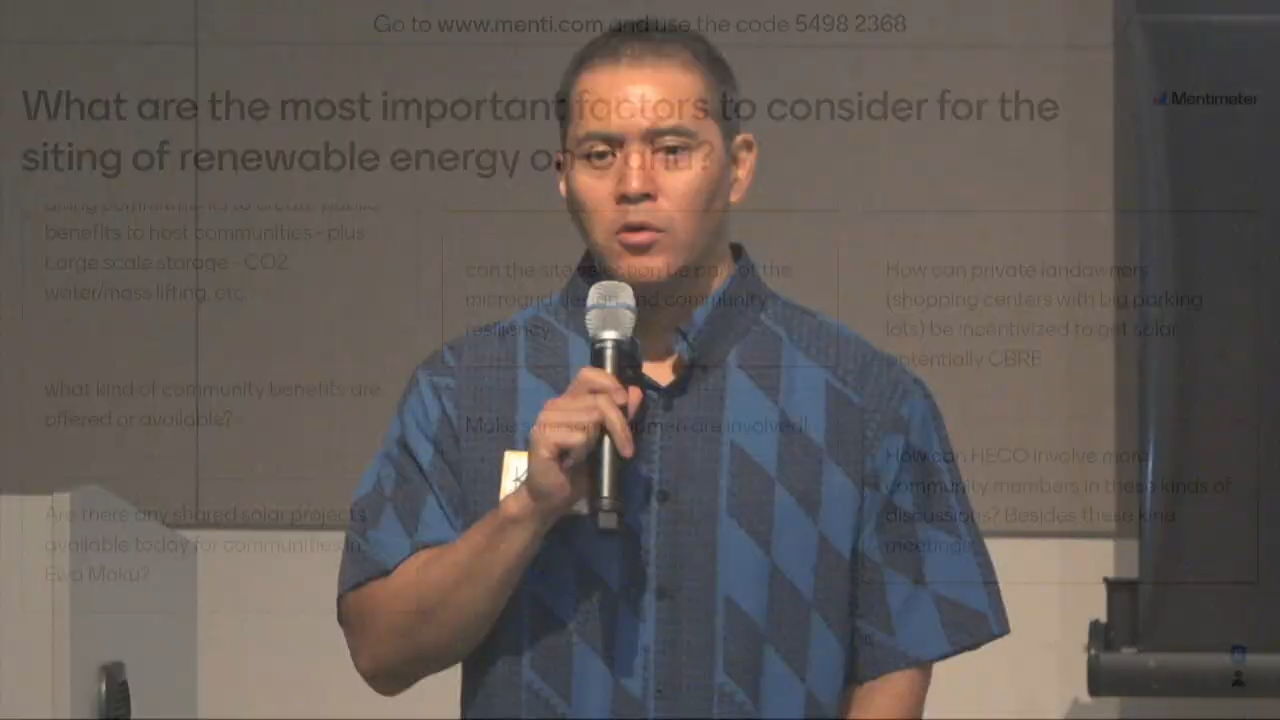 Go to www.menti.com and use the code 5498 2368
What are the most important factors to consider for the
siting of renewable energy on
Mentimeter
benefits to host communities - plus
Large scale storage - CO2
water/mass lifting, etc.
what kind of community benefits are
offered or available?
Are there any shared solar projects
available today for communities in
Ewa Moku?
can the site selection be part of the
microgrid design and community
resiliency
Make sure some women are involved!
How can private landowners
(shopping centers with big parking
lots) be incentivized to get solar
potentially CBRE
How can HECO involve more
community members in these kinds of
discussions? Besides these kind
meetings